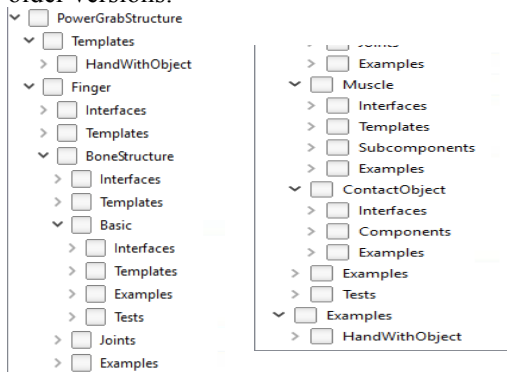 older versions.
PowerGrabStructure
Templates
HandWithObject
Finger
Interfaces
Templates
BoneStructure
Interfaces
Templates
Basic
Interfaces
Templates
Examples
Tests
Joints
Examples
Joints
Examples
Muscle
Interfaces
Templates
Subcomponents
Examples
ContactObject
Interfaces
Components
Examples
Examples
Tests
Examples
HandWithObject